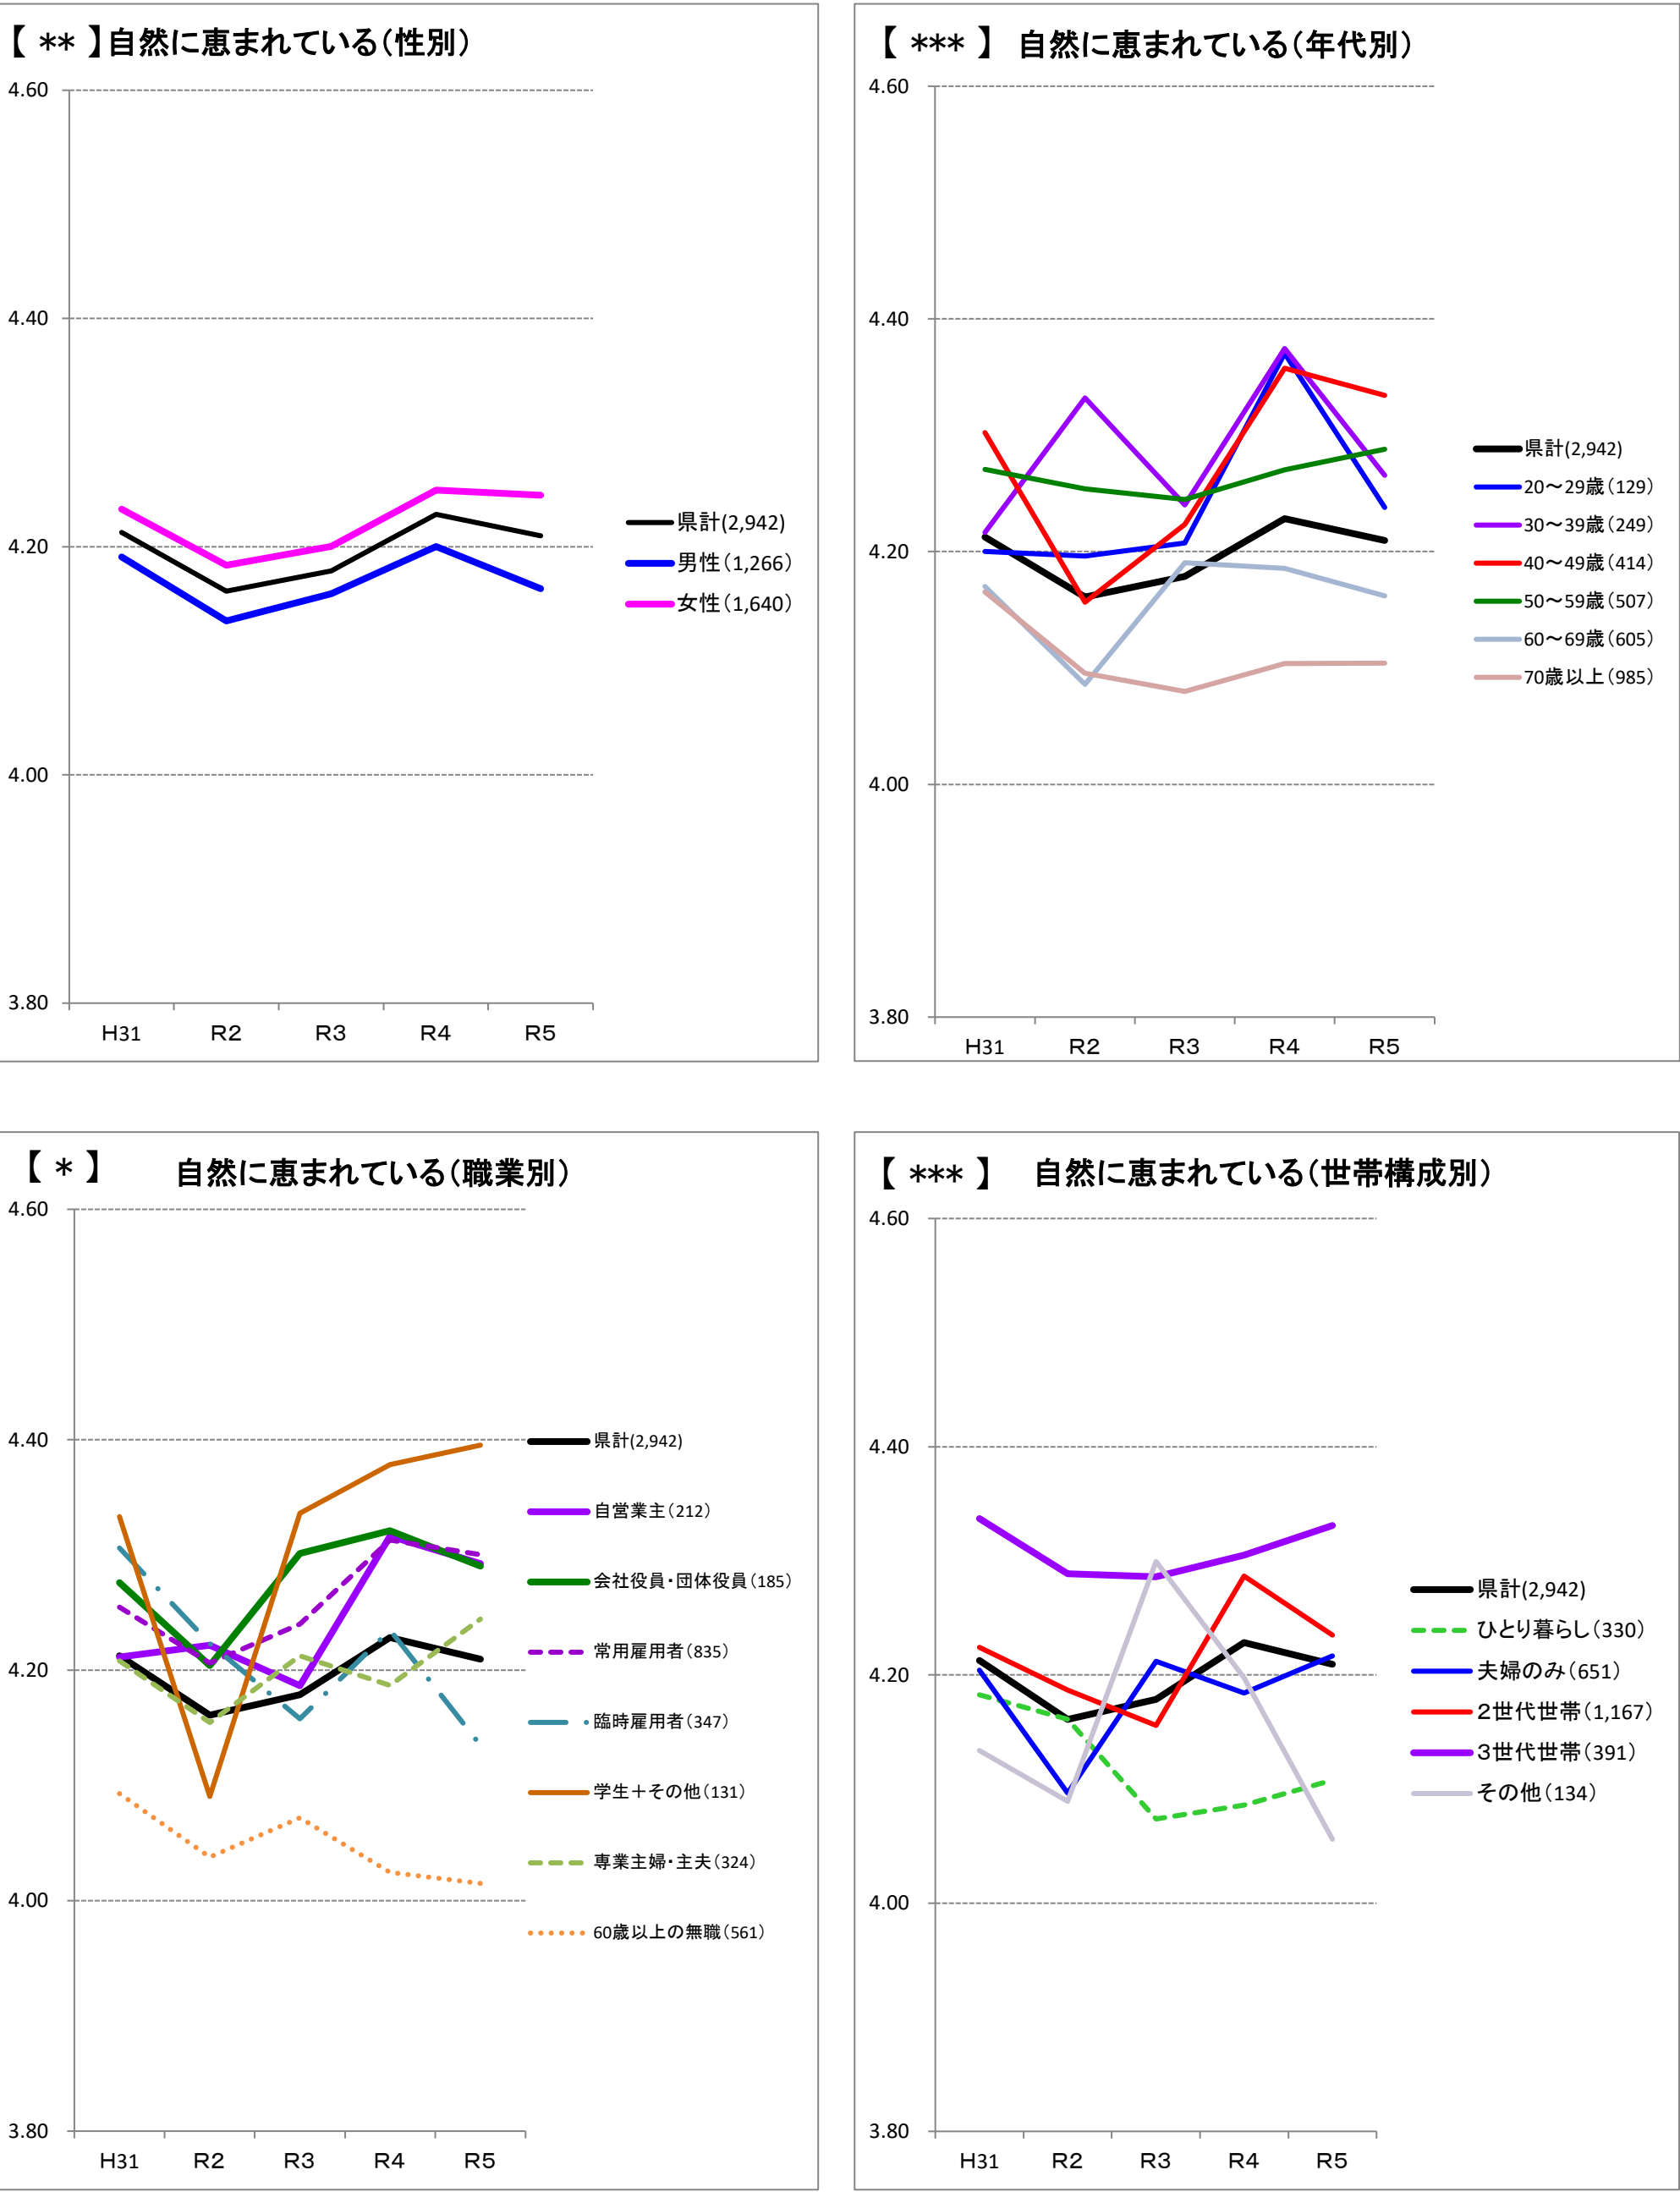 【 ** 】自然に恵まれている（性別）
4.60
4.40
4.20
4.00
3.80
H31 R2 R3 R4 R5
県計(2,942)
男性（1,266）
女性（1,640）
【 *** 】 自然に恵まれている（年代別）
4.60
4.40
4.20
4.00
3.80
H31 R2 R3 R4 R5
県計(2,942)
20～29歳（129）
30～39歳（249）
40～49歳（414）
50～59歳（507）
60～69歳（605）
70歳以上（985）
【 * 】 自然に恵まれている（職業別）
4.60
4.40
4.20
4.00
3.80
H31 R2 R3 R4 R5
県計(2,942)
自営業主（212）
会社役員・団体役員（185）
常用雇用者（835）
臨時雇用者（347）
学生＋その他（131）
専業主婦・主夫（324）
60歳以上の無職（561）
【 *** 】 自然に恵まれている（世帯構成別）
4.60
4.40
4.20
4.00
3.80
H31 R2 R3 R4 R5
県計(2,942)
ひとり暮らし（330）
夫婦のみ（651）
２世代世帯（1,167）
３世代世帯（391）
その他（134）